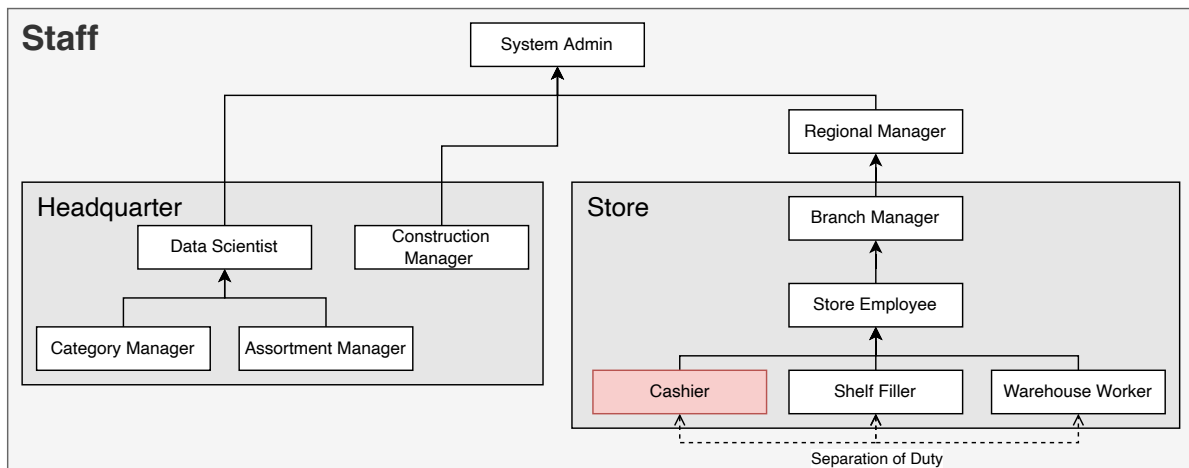 Staff
System Admin
Regional Manager
Headquarter
Store
Branch Manager
Data Scientist
Construction
Manager
Store Employee
Category Manager
Assortment Manager
Cashier
Shelf Filler
Warehouse Worker
Separation of Duty